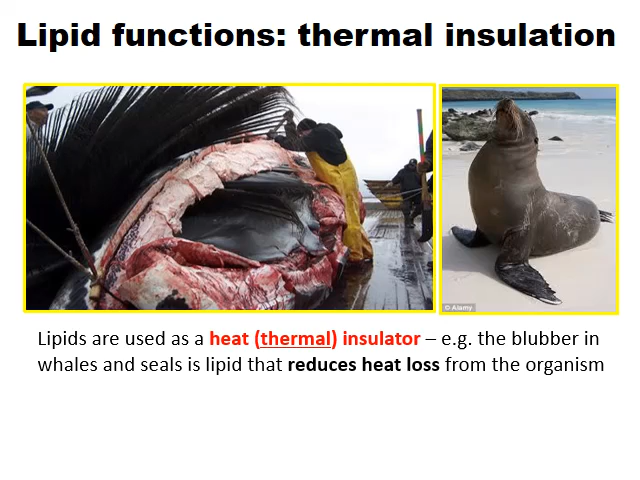 Lipid functions: thermal insulation
© Alamy
Lipids are used as a heat (thermal) insulator – e.g. the blubber in
whales and seals is lipid that reduces heat loss from the organism